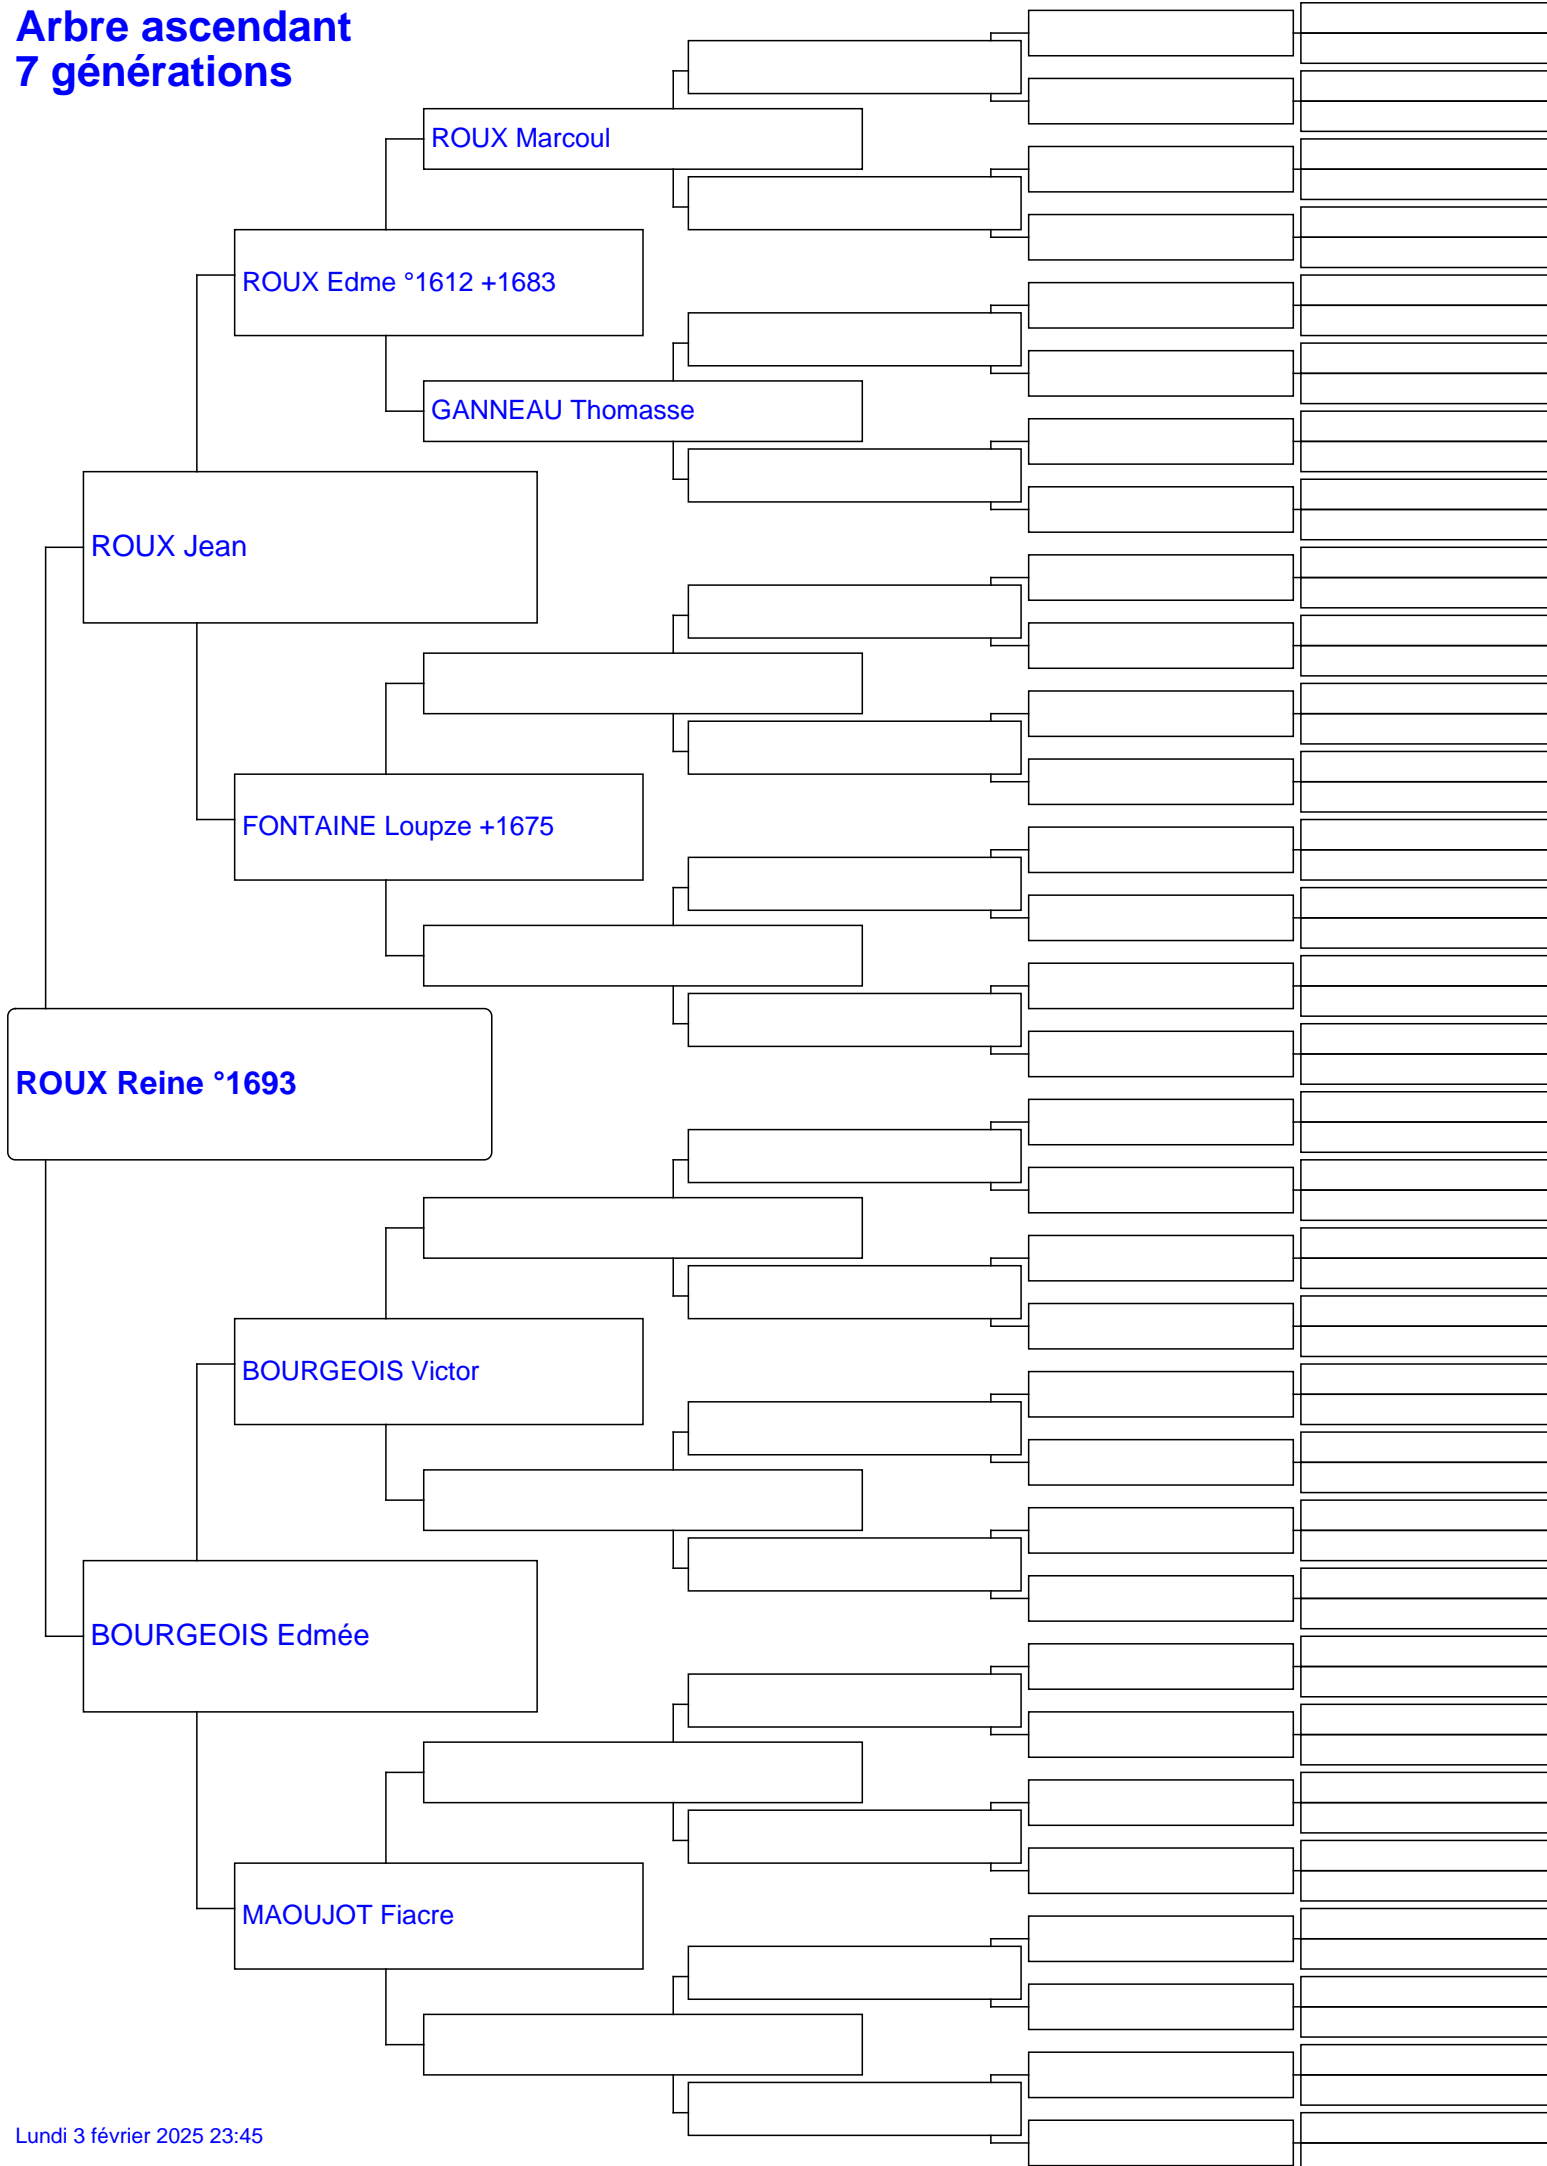 Arbre ascendant
7 générations
ROUX Marcoul
ROUX Edme °1612 +1683
GANNEAU Thomasse
ROUX Jean
FONTAINE Loupze +1675
ROUX Reine °1693
BOURGEOIS Victor
BOURGEOIS Edmée
MAOUJOT Fiacre
Lundi 3 février 2025 23:45